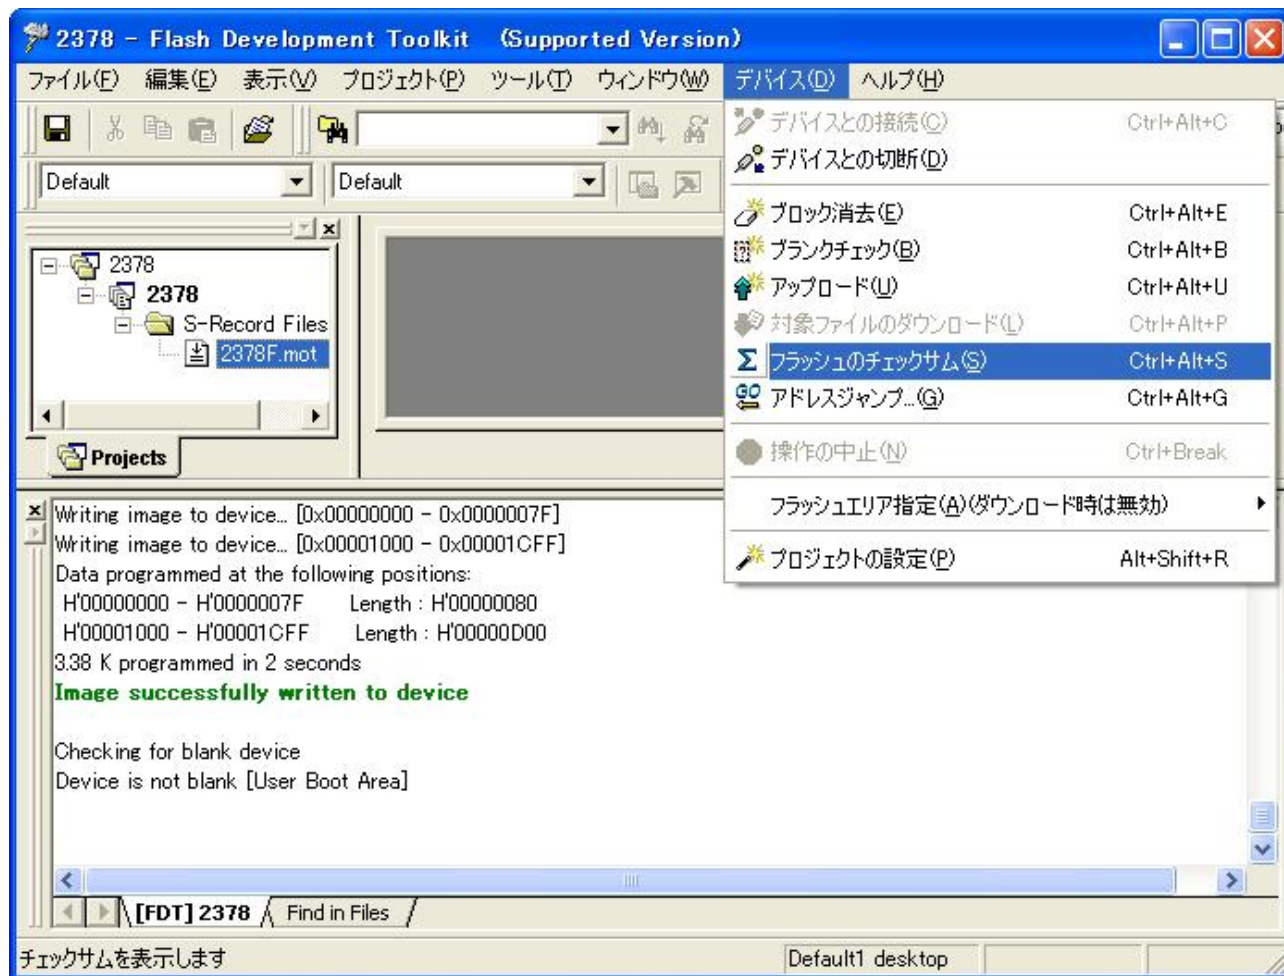 2378 - Flash Development Toolkit (Supported Version)
ファイル(F) 編集(E) 表示(V) プロジェクト(P) ツール(T) ウィンドウ(W) デバイス(D) ヘルプ(H)
デバイスとの接続(C) Ctrl+Alt+C
デバイスとの切断(D)
ブロック消去(E) Ctrl+Alt+E
ブランクチェック(B) Ctrl+Alt+B
アップロード(U) Ctrl+Alt+U
対象ファイルのダウンロード(L) Ctrl+Alt+P
フラッシュのチェックサム(S) Ctrl+Alt+S
アドレスジャンプ...(G) Ctrl+Alt+G
操作の中止(N) Ctrl+Break
フラッシュエリア指定(A)(ダウンロード時は無効)
プロジェクトの設定(P) Alt+Shift+R
Default Default
2378
2378
S-Record Files
2378F.mot
Projects
Writing image to device... [0x00000000 - 0x0000007F]
Writing image to device... [0x00001000 - 0x00001CFF]
Data programmed at the following positions:
H'00000000 - H'0000007F Length : H'00000080
H'00001000 - H'00001CFF Length : H'00000D00
3.38 K programmed in 2 seconds
Image successfully written to device
Checking for blank device
Device is not blank [User Boot Area]
[FDT] 2378 Find in Files
チェックサムを表示します Default1 desktop